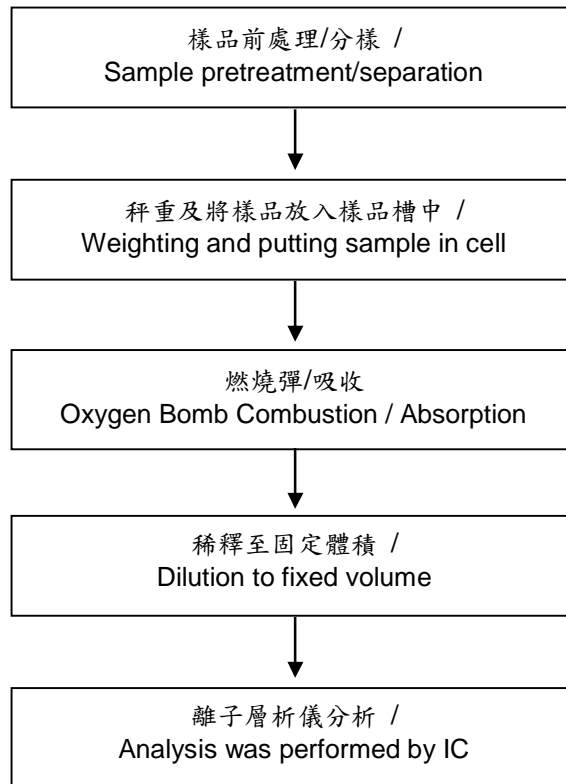 樣品前處理/分樣 /
Sample pretreatment/separation
秤重及將樣品放入樣品槽中 /
Weighting and putting sample in cell
燃燒彈/吸收
Oxygen Bomb Combustion / Absorption
稀釋至固定體積 /
Dilution to fixed volume
離子層析儀分析 /
Analysis was performed by IC